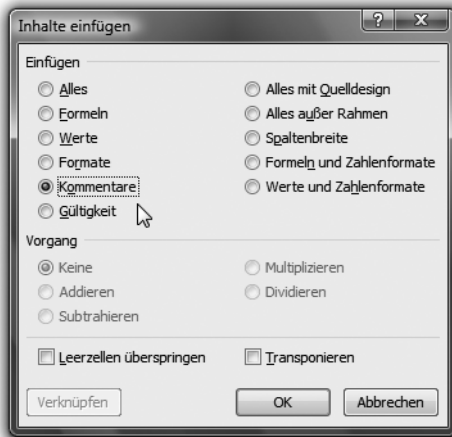 Inhalte einfügen
Einfügen
Alles
Formeln
Werte
Formate
Kommentare
Gültigkeit
Alles mit Quelldesign
Alles außer Rahmen
Spaltenbreite
Formeln und Zahlenformate
Werte und Zahlenformate
Vorgang
Keine
Addieren
Subtrahieren
Multiplizieren
Dividieren
Leerzellen überspringen
Transponieren
Verknüpfen
OK
Abbrechen